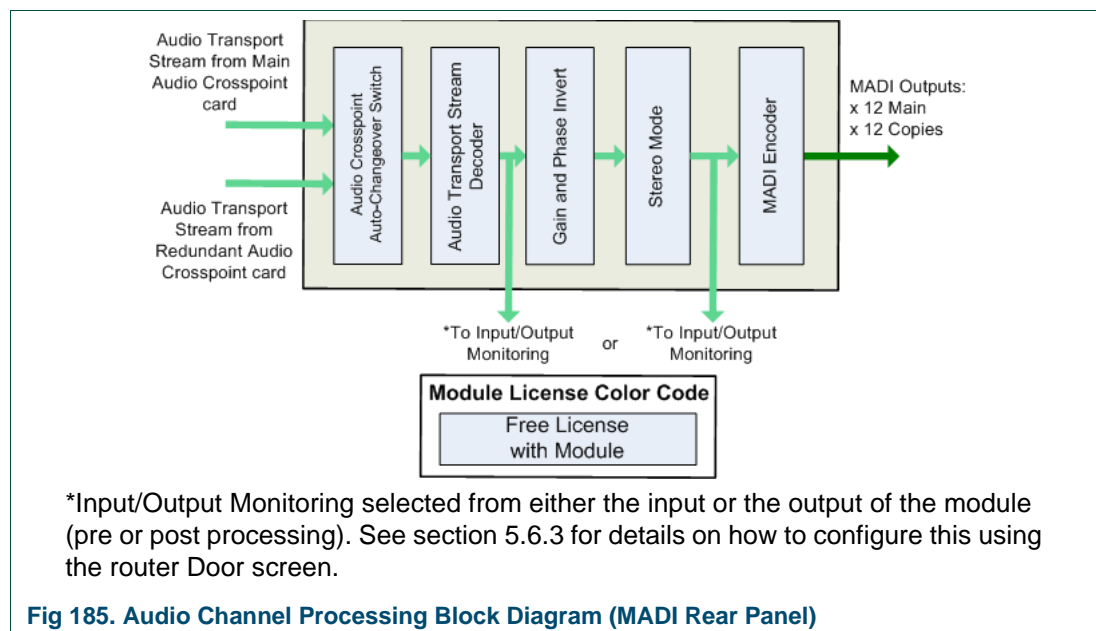 Audio Transport
Stream from Main
Audio Crosspoint
card
Audio Transport
Stream from
Redundant Audio
Crosspoint card
Audio Crosspoint
Auto-Changeover Switch
Audio Transport Stream
Decoder
Gain and Phase Invert
Stereo Mode
MADI Encoder
MADI Outputs:
x 12 Main
x 12 Copies
*To Input/Output
Monitoring
or
*To Input/Output
Monitoring
Module License Color Code
Free License
with Module
*Input/Output Monitoring selected from either the input or the output of the module
(pre or post processing). See section 5.6.3 for details on how to configure this using
the router Door screen.
Fig 185. Audio Channel Processing Block Diagram (MADI Rear Panel)